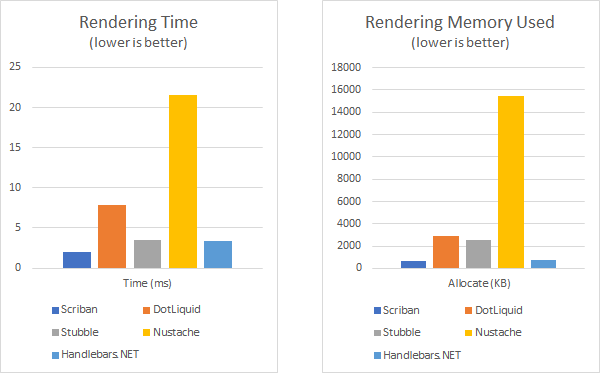 Rendering Time
(lower is better)
25
20
15
10
5
0
Time (ms)
Scriban
DotLiquid
Stubble
Nustache
Handlebars.NET
Rendering Memory Used
(lower is better)
18000
16000
14000
12000
10000
8000
6000
4000
2000
0
Allocate (KB)
Scriban
DotLiquid
Stubble
Nustache
Handlebars.NET